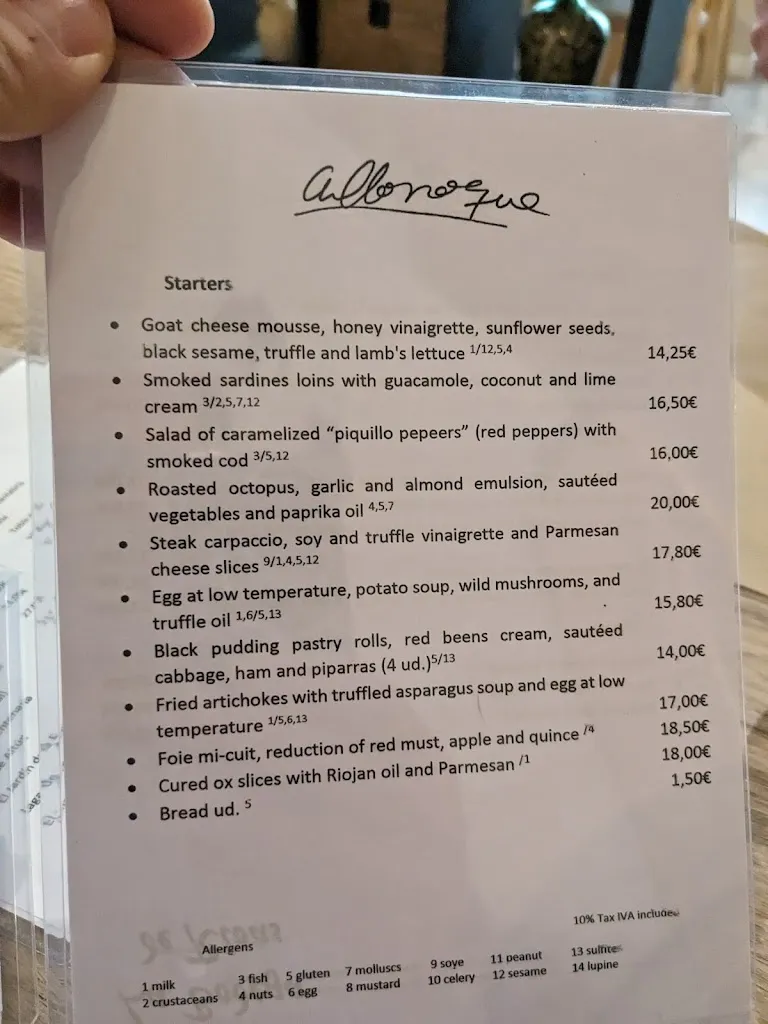 allonoque
Starters
• Goat cheese mousse, honey vinaigrette, sunflower seeds,
black sesame, truffle and lamb's lettuce 1/12,5,4 14,25€
• Smoked sardines loins with guacamole, coconut and lime
cream 3/2,5,7,12 16,50€
• Salad of caramelized “piquillo pepeers” (red peppers) with
smoked cod 3/5,12 16,00€
• Roasted octopus, garlic and almond emulsion, sautéed
vegetables and paprika oil 4,5,7 20,00€
• Steak carpaccio, soy and truffle vinaigrette and Parmesan
cheese slices 9/1,4,5,12 17,80€
• Egg at low temperature, potato soup, wild mushrooms, and
truffle oil 1,6/5,13 15,80€
• Black pudding pastry rolls, red beens cream, sautéed
cabbage, ham and piparras (4 ud.)5/13 14,00€
• Fried artichokes with truffled asparagus soup and egg at low
temperature 1/5,6,13 17,00€
• Foie mi-cuit, reduction of red must, apple and quince /4 18,50€
• Cured ox slices with Riojan oil and Parmesan /1 18,00€
• Bread ud. 5 1,50€
10% Tax IVA includes
Allergens
1 milk 3 fish 5 gluten 7 molluscs 9 soye 11 peanut 13 sulfites
2 crustaceans 4 nuts 6 egg 8 mustard 10 celery 12 sesame 14 lupine